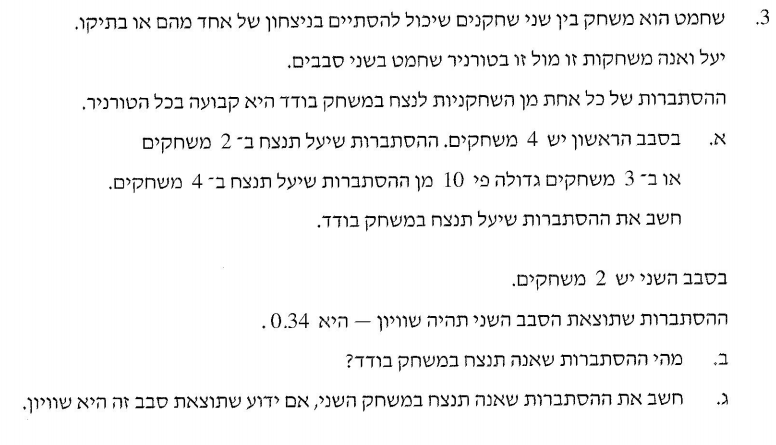 3. שחמט הוא משחק בין שני שחקנים שיכול להסתיים בניצחון של אחד מהם או בתיקו.
יעל ואנה משחקות זו מול זו בטורניר שחמט בשני סבבים.
ההסתברות של כל אחת מן השחקניות לנצח במשחק בודד היא קבועה בכל הטורניר.
א. בסבב הראשון יש 4 משחקים. ההסתברות שיעל תנצח ב־ 2 משחקים
או ב־ 3 משחקים גדולה פי 10 מן ההסתברות שיעל תנצח ב־ 4 משחקים.
חשב את ההסתברות שיעל תנצח במשחק בודד.
בסבב השני יש 2 משחקים.
ההסתברות שתוצאת הסבב השני תהיה שוויון — היא 0.34 .
ב. מהי ההסתברות שאנה תנצח במשחק בודד?
ג. חשב את ההסתברות שאנה תנצח במשחק השני, אם ידוע שתוצאת סבב זה היא שוויון.